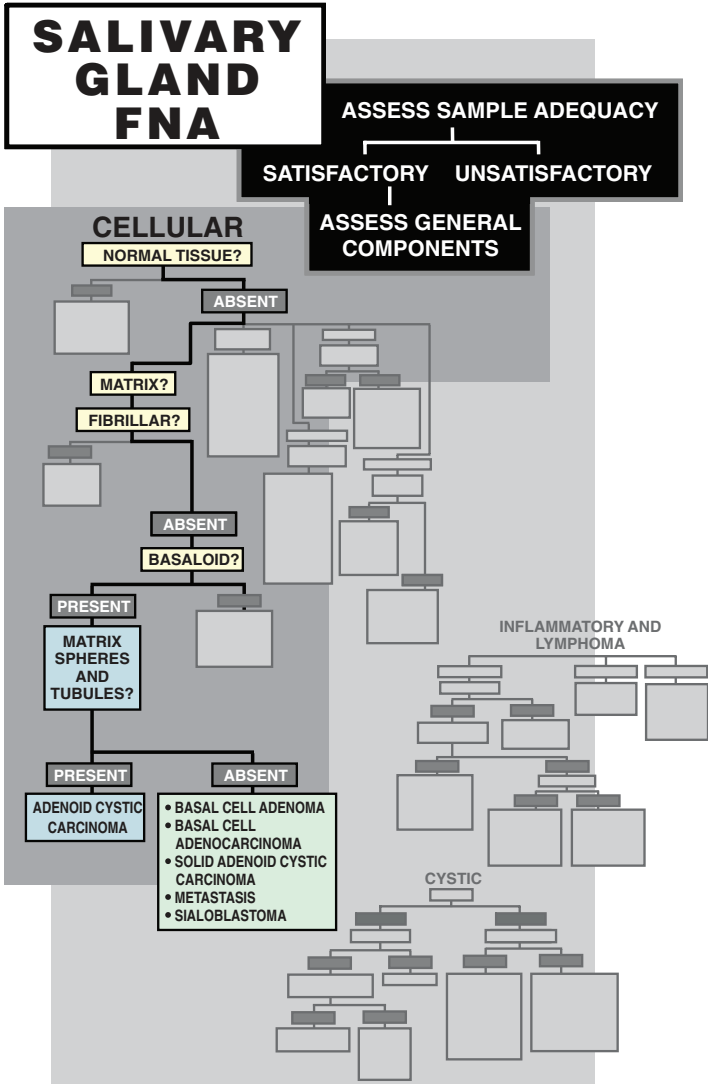 SALIVARY
GLAND
FNA
ASSESS SAMPLE ADEQUACY
SATISFACTORY
UNSATISFACTORY
ASSESS GENERAL
COMPONENTS
CELLULAR
NORMAL TISSUE?
ABSENT
MATRIX?
FIBRILLAR?
ABSENT
BASALOID?
PRESENT
MATRIX
SPHERES
AND
TUBULES?
PRESENT
ABSENT
ADENOID CYSTIC
CARCINOMA
• BASAL CELL ADENOMA
• BASAL CELL
ADENOCARCINOMA
• SOLID ADENOID CYSTIC
CARCINOMA
• METASTASIS
• SIALOBLASTOMA
INFLAMMATORY AND
LYMPHOMA
CYSTIC